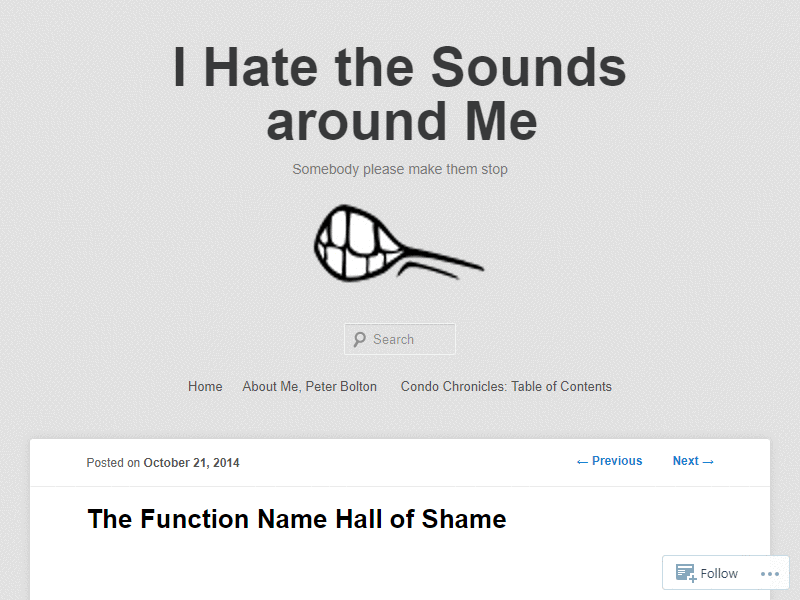 I Hate the Sounds
around Me
Somebody please make them stop
Search
Home About Me, Peter Bolton Condo Chronicles: Table of Contents
Posted on October 21, 2014 ← Previous Next →
The Function Name Hall of Shame
Follow •••